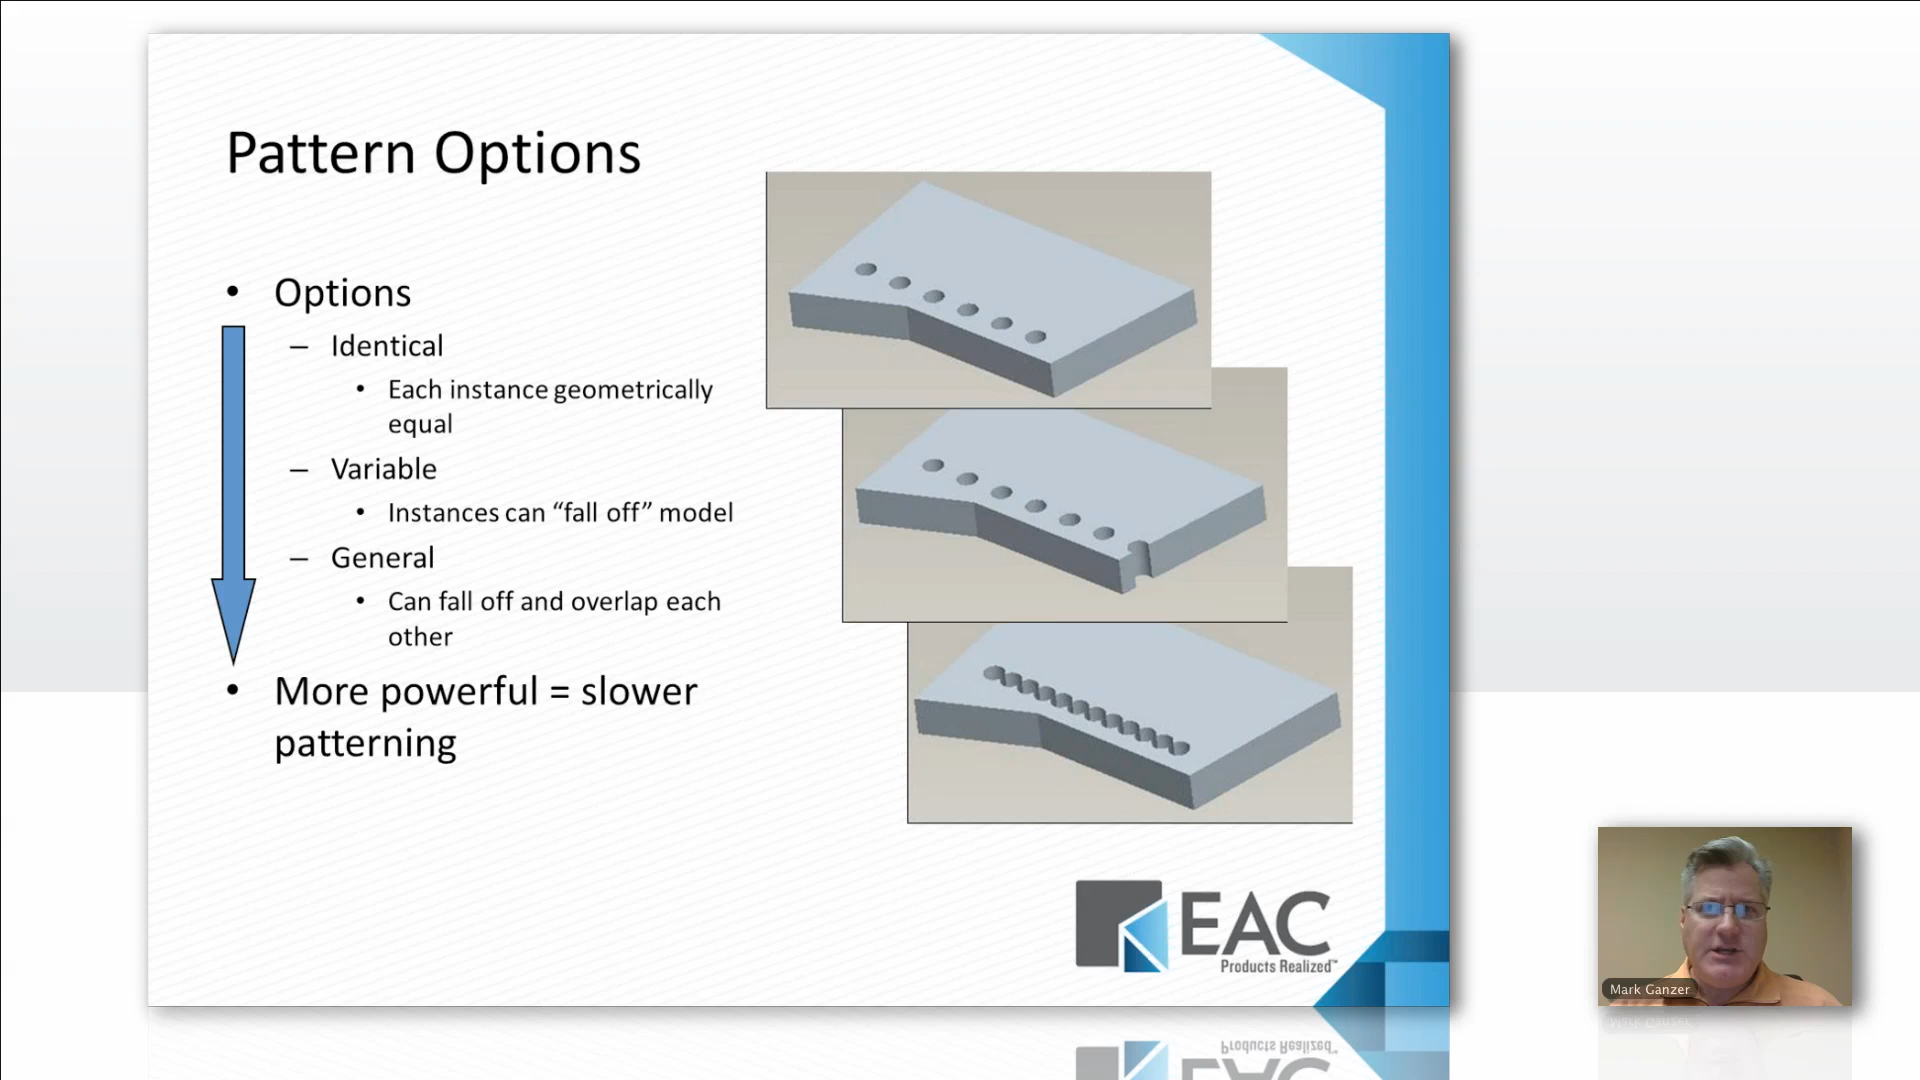 Pattern Options
• Options
– Identical
• Each instance geometrically
equal
– Variable
• Instances can “fall off” model
– General
• Can fall off and overlap each
other
• More powerful = slower
patterning
EAC
Products Realized™
Mark Ganzer